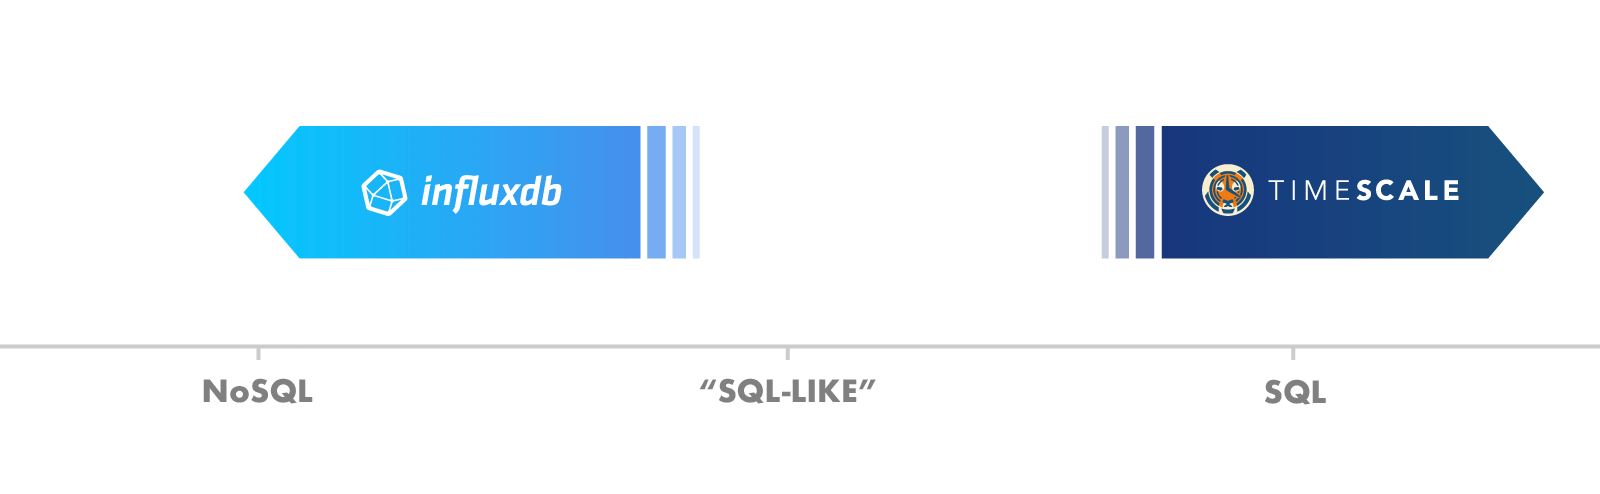 influxdb
TIMESCALE
NoSQL
“SQL-LIKE”
SQL